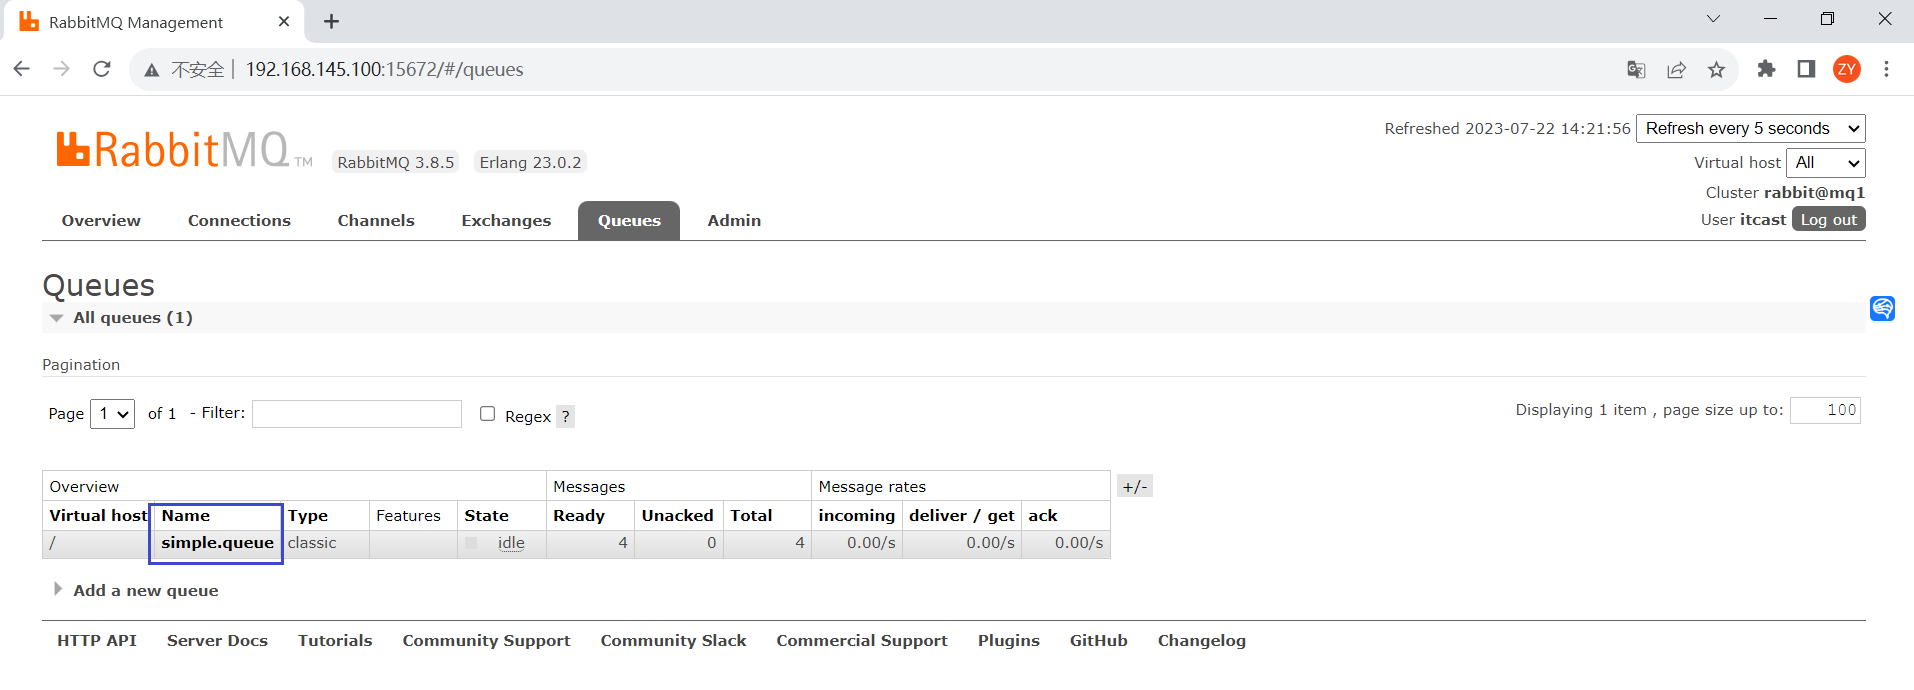 RabbitMQ Management
不安全 192.168.145.100:15672/#/queues
ZY
RabbitMQ TM RabbitMQ 3.8.5 Erlang 23.0.2
Refreshed 2023-07-22 14:21:56 Refresh every 5 seconds
Virtual host All
Cluster rabbit@mq1
User itcast Log out
Overview Connections Channels Exchanges Queues Admin
Queues
All queues (1)
Pagination
Page 1 of 1 - Filter: Regex ? Displaying 1 item , page size up to: 100
Overview Messages Message rates +/-
Virtual host Name Type Features State Ready Unacked Total incoming deliver / get ack
/ simple.queue classic idle 4 0 4 0.00/s 0.00/s 0.00/s
Add a new queue
HTTP API Server Docs Tutorials Community Support Community Slack Commercial Support Plugins GitHub Changelog